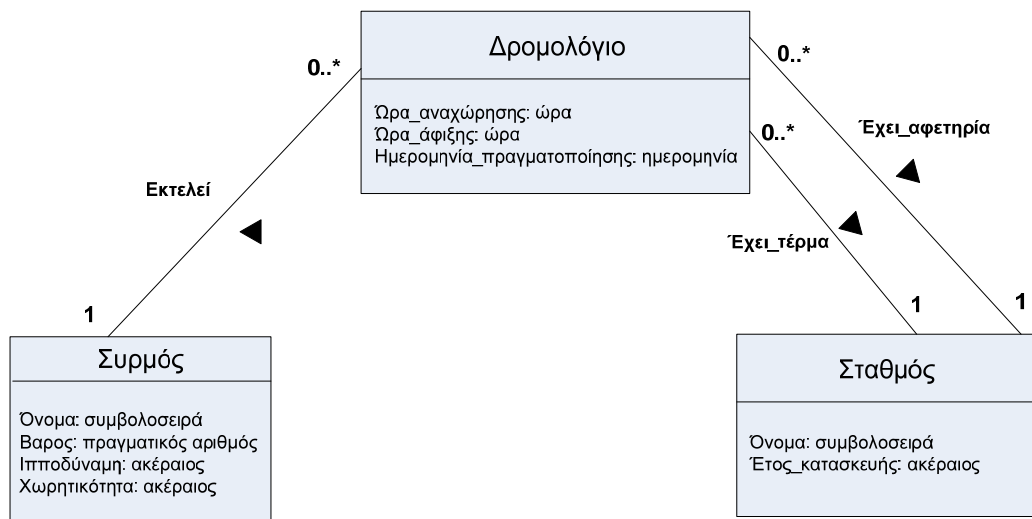 Δρομολόγιο
Ώρα_αναχώρησης: ώρα
Ώρα_άφιξης: ώρα
Ημερομηνία_πραγματοποίησης: ημερομηνία
0..*
0..*
0..*
Έχει_αφετηρία
Εκτελεί
Έχει_τέρμα
1
1
1
Συρμός
Όνομα: συμβολοσειρά
Βαρος: πραγματικός αριθμός
Ιπποδύναμη: ακέραιος
Χωρητικότητα: ακέραιος
Σταθμός
Όνομα: συμβολοσειρά
Έτος_κατασκευής: ακέραιος